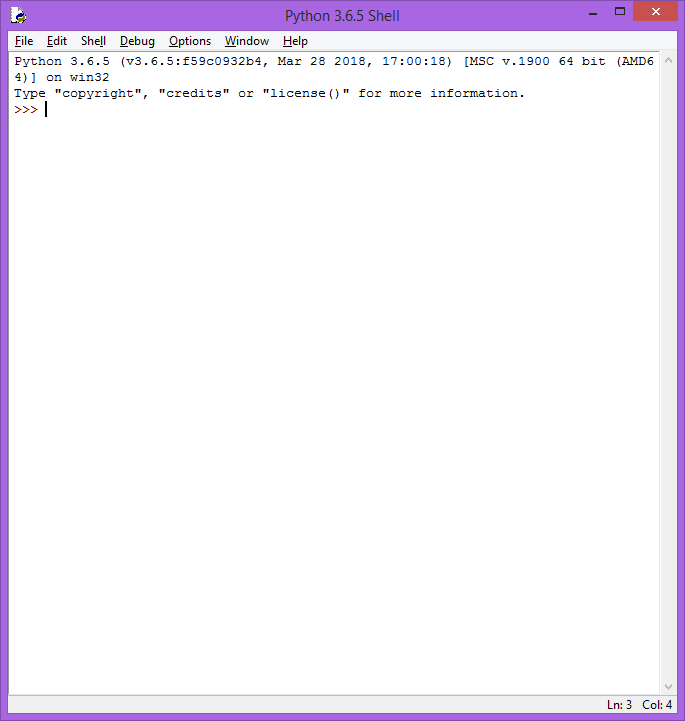 Python 3.6.5 Shell
File Edit Shell Debug Options Window Help
Python 3.6.5 (v3.6.5:f59c0932b4, Mar 28 2018, 17:00:18) [MSC v.1900 64 bit (AMD6
4)] on win32
Type "copyright", "credits" or "license()" for more information.
>>>
Ln: 3 Col: 4